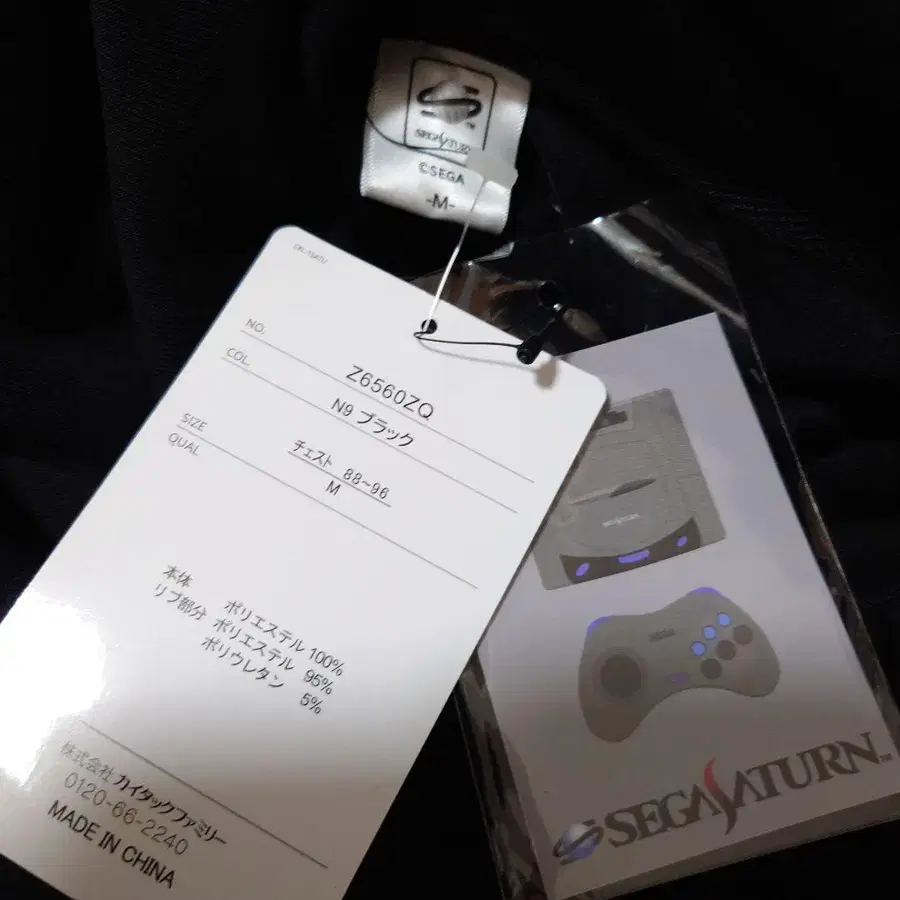 SEGASATURN
©SEGA
-M-
NO. Z6560ZQ
COL. N9 ブラック
SIZE チェスト 88~96
M
QUAL
本体 ポリエステル 100%
リブ部分 ポリエステル 95%
ポリウレタン 5%
株式会社カイタックファミリー
0120-66-2240
MADE IN CHINA
SEGA
SEGASATURN™